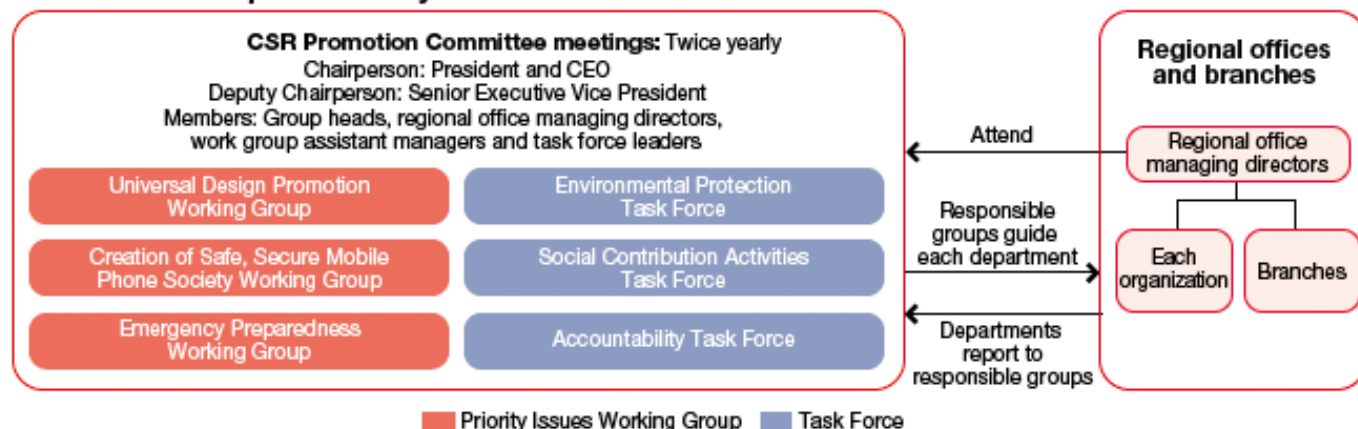 CSR Promotion Committee meetings: Twice yearly
Chairperson: President and CEO
Deputy Chairperson: Senior Executive Vice President
Members: Group heads, regional office managing directors,
work group assistant managers and task force leaders
Universal Design Promotion
Working Group
Environmental Protection
Task Force
Creation of Safe, Secure Mobile
Phone Society Working Group
Social Contribution Activities
Task Force
Emergency Preparedness
Working Group
Accountability Task Force
Attend
Responsible
groups guide
each department
Departments
report to
responsible groups
Regional offices
and branches
Regional office
managing directors
Each
organization
Branches
Priority Issues Working Group
Task Force